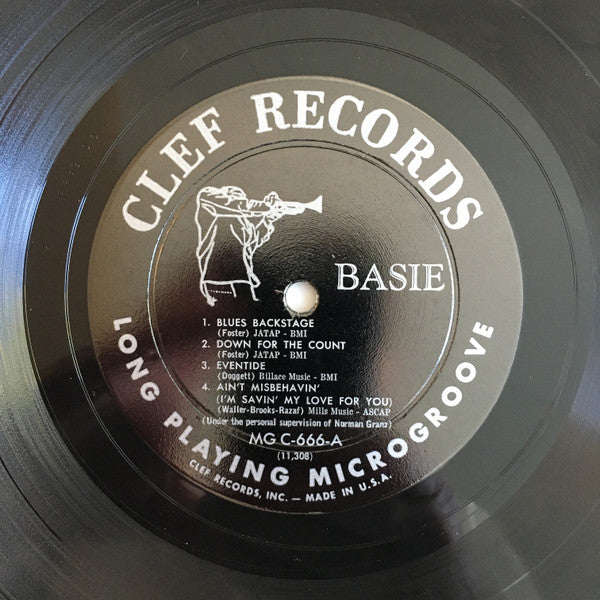 CLEF RECORDS
BASIE
1. BLUES BACKSTAGE
(Foster) JATAP - BMI
2. DOWN FOR THE COUNT
(Foster) JATAP - BMI
3. EVENTIDE
(Doggett) Billace Music - BMI
4. AIN'T MISBEHAVIN'
(I'M SAVIN' MY LOVE FOR YOU)
(Waller-Brooks-Razaf) Mills Music - ASCAP
(Under the personal supervision of Norman Granz)
MG C-666-A
(11,308)
CLEF RECORDS, INC. — MADE IN U.S.A.
LONG PLAYING MICROGROOVE